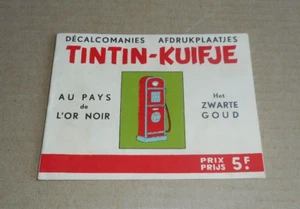 DÉCALCOMANIES AFDRUKPLAATJES
TINTIN-KUIFJE
AU PAYS
de
L'OR NOIR
Het
ZWARTE
GOUD
PRIX
PRIJS
5F.